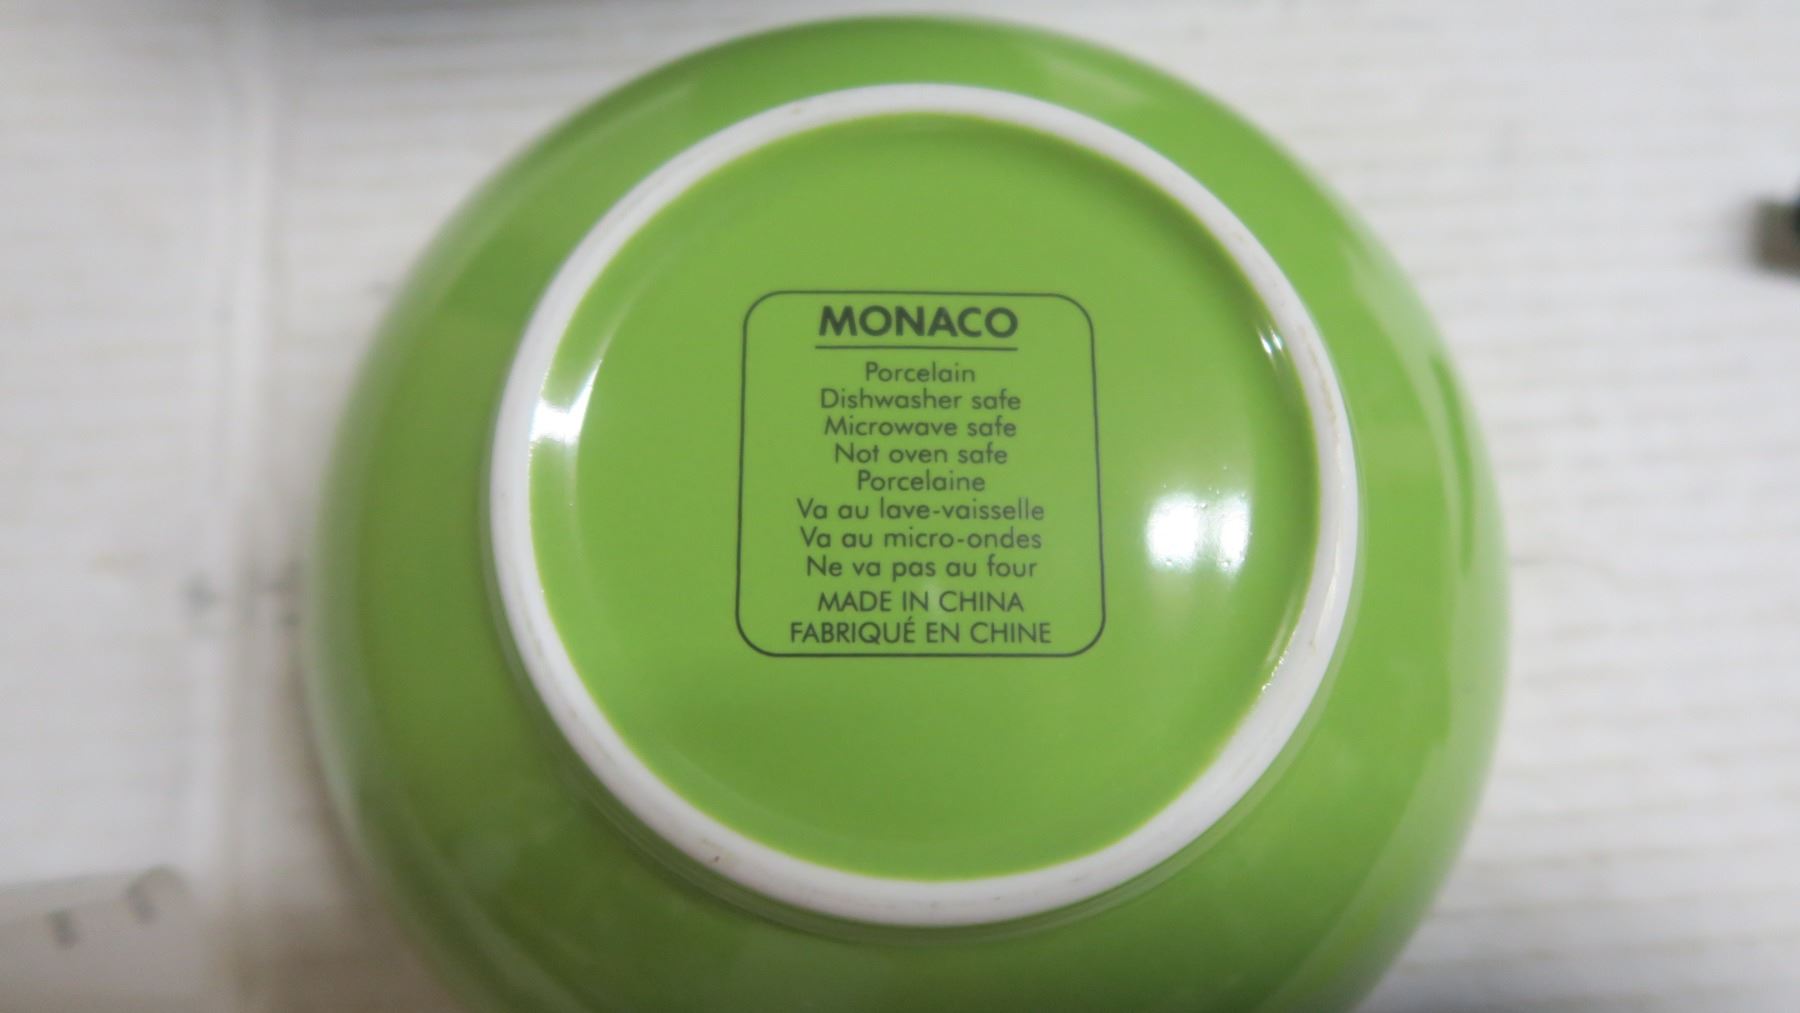 MONACO
Porcelain
Dishwasher safe
Microwave safe
Not oven safe
Porcelaine
Va au lave-vaisselle
Va au micro-ondes
Ne va pas au four
MADE IN CHINA
FABRIQUÉ EN CHINE